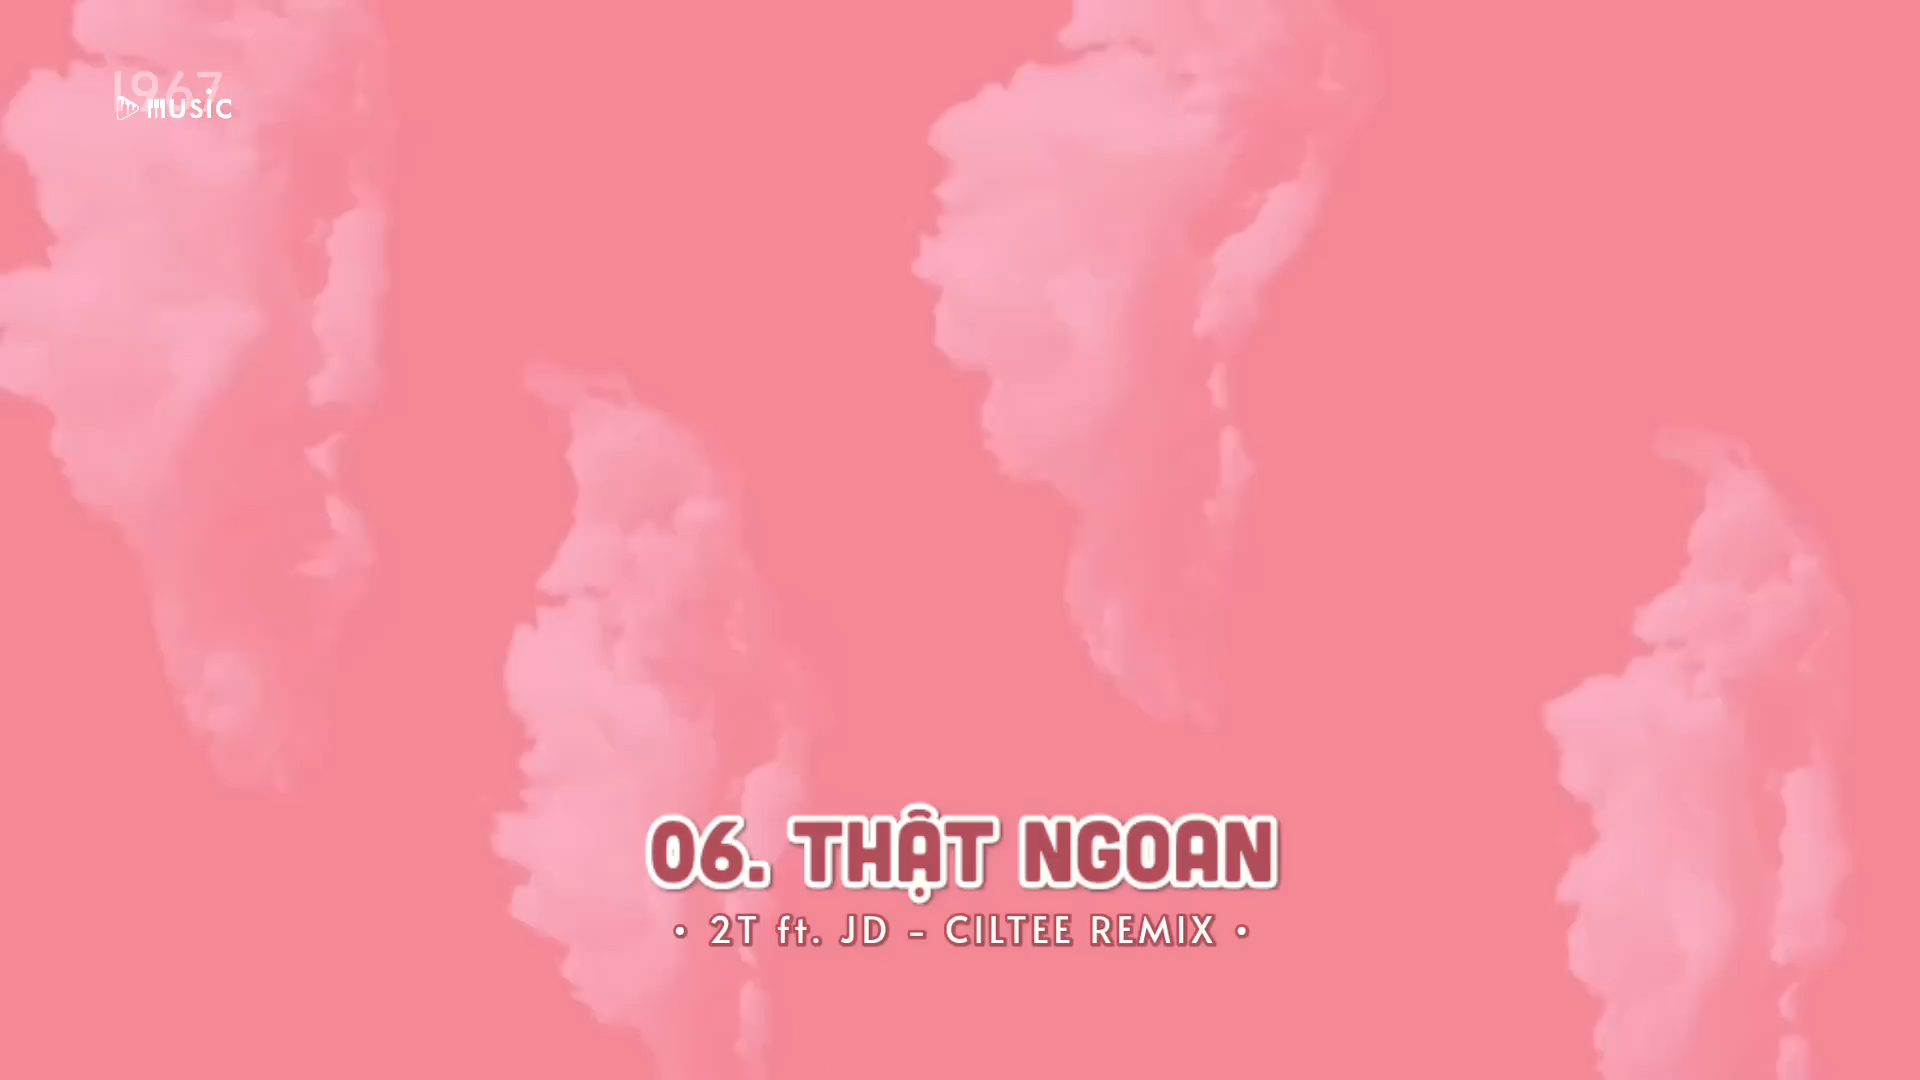 1967
MUSIC
06. THẬT NGOAN
• 2T ft. JD - CILTEE REMIX •